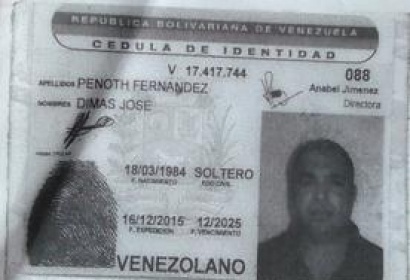 REPÚBLICA BOLIVARIANA DE VENEZUELA
CEDULA DE IDENTIDAD
V 17.417.744
088
APELLIDOS PENOTH FERNANDEZ
Anabel Jimenez
Directora
NOMBRES DIMAS JOSE
18/03/1984 SOLTERO
F. NACIMIENTO EDO CIVIL
16/12/2015 12/2025
F. EXPEDICION F. VENCIMIENTO
VENEZOLANO